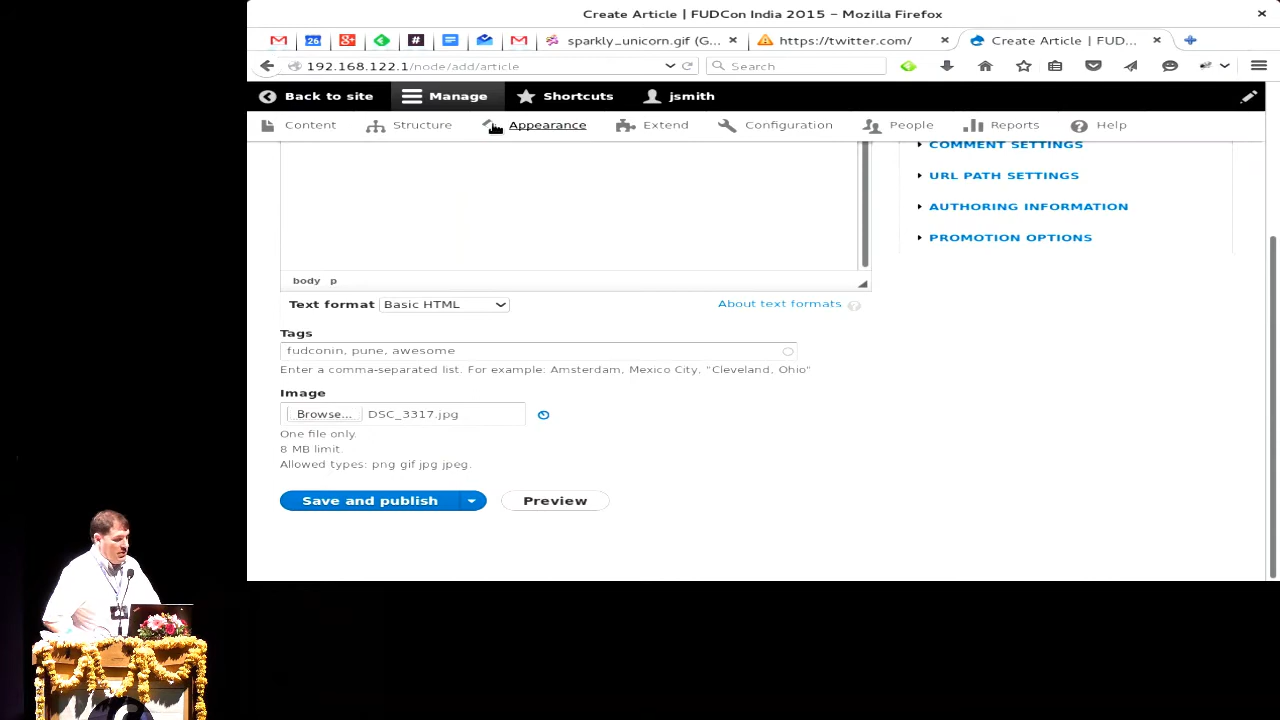 Create Article | FUDCon India 2015 – Mozilla Firefox
26 sparkly_unicorn.gif (G... https://twitter.com/ Create Article | FUD...
192.168.122.1/node/add/article Search
Back to site Manage Shortcuts jsmith
Content Structure Appearance Extend Configuration People Reports Help
COMMENT SETTINGS
URL PATH SETTINGS
AUTHORING INFORMATION
PROMOTION OPTIONS
body p
Text format Basic HTML About text formats
Tags
fudconin, pune, awesome
Enter a comma-separated list. For example: Amsterdam, Mexico City, "Cleveland, Ohio"
Image
Browse... DSC_3317.jpg
One file only.
8 MB limit.
Allowed types: png gif jpg jpeg.
Save and publish Preview